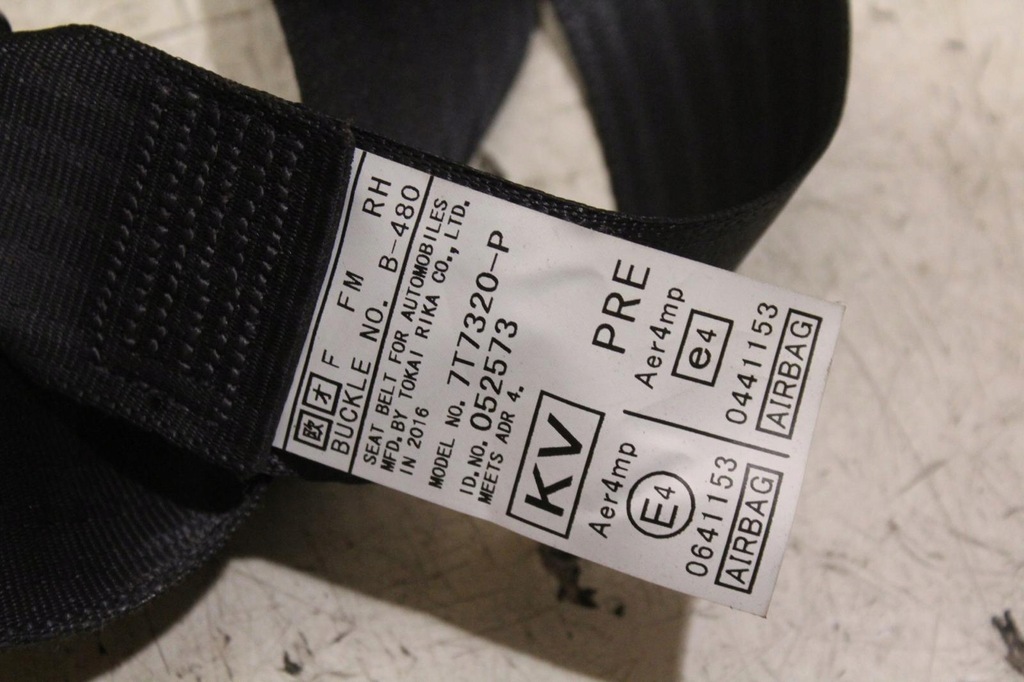 欧 オ F FM RH
BUCKLE NO. B-480
SEAT BELT FOR AUTOMOBILES
MFD.BY TOKAI RIKA CO.,LTD.
IN 2016
MODEL NO. 7T7320-P
ID.NO. 052573
MEETS ADR 4.
KV PRE
Aer4mp
e4
0441153
AIRBAG
Aer4mp
E4
0641153
AIRBAG